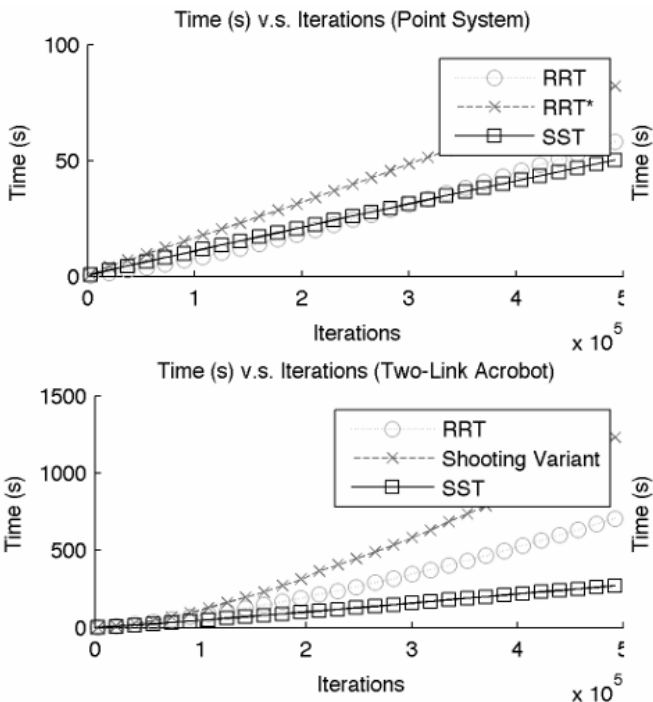 Time (s) v.s. Iterations (Point System)
100
50
0
Time (s)
RRT
RRT*
SST
Time (s)
0 1 2 3 4 5
Iterations
x 10^5
Time (s) v.s. Iterations (Two-Link Acrobot)
1500
1000
500
0
Time (s)
RRT
Shooting Variant
SST
Time (s)
0 1 2 3 4 5
Iterations
x 10^5